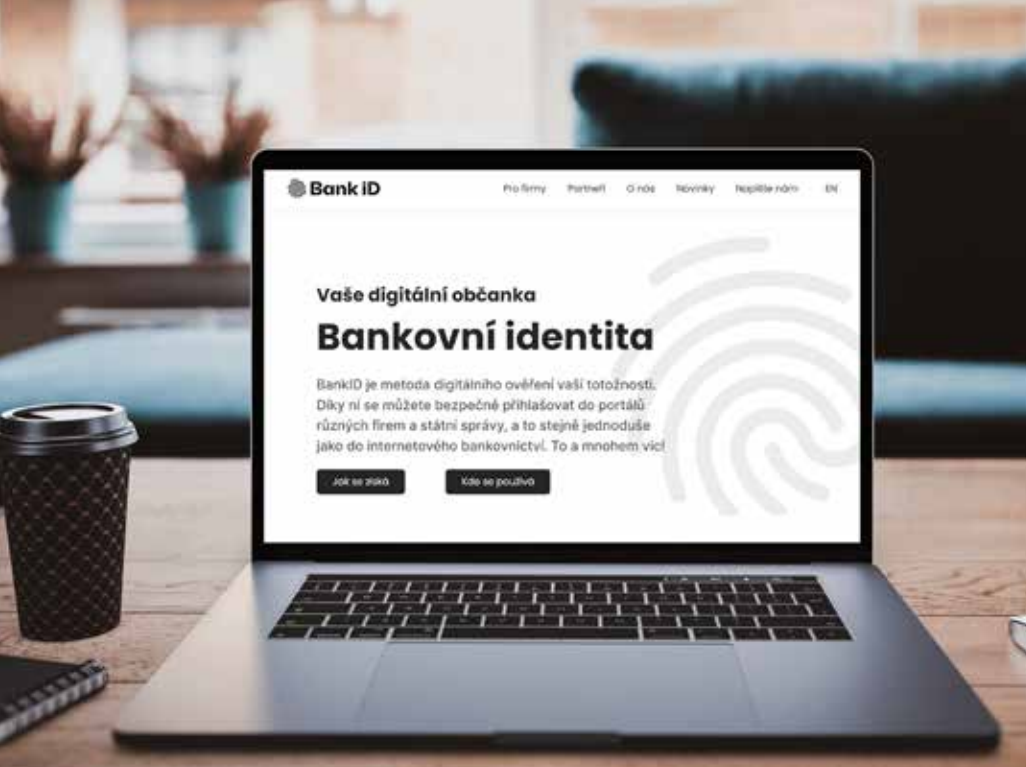 Bank iD
Pro firmy Partneři O nás Novinky Napište nám EN
Vaše digitální občanka
Bankovní identita
BankID je metoda digitálního ověření vaší totožnosti.
Díky ní se můžete bezpečně přihlašovat do portálů
různých firem a státní správy, a to stejně jednoduše
jako do internetového bankovnictví. To a mnohem víc!
Jak se získá Kde se používá